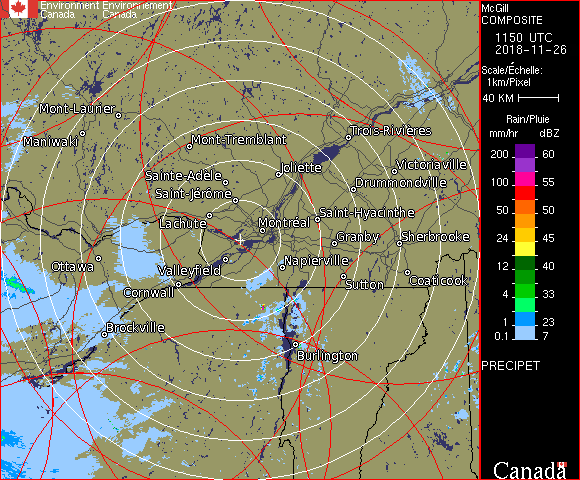 Environment Environnement
Canada Canada
McGill
COMPOSITE
1150 UTC
2018-11-26
Scale/Échelle:
1km/Pixel
40 KM
Rain/Pluie
mm/hr dBZ
200 60
100 55
50 50
24 45
12 40
4 33
1 23
0.1 7
PRECIPET
Canada
Mont-Laurier
Maniwaki
Mont-Tremblant
Trois-Rivières
Joliette
Victoriaville
Sainte-Adèle
Drummondville
Saint-Jérôme
Lachute
Saint-Hyacinthe
Montréal
Granby
Sherbrooke
Ottawa
Valleyfield
Napierville
Cornwall
Sutton
Coaticook
Brockville
Burlington